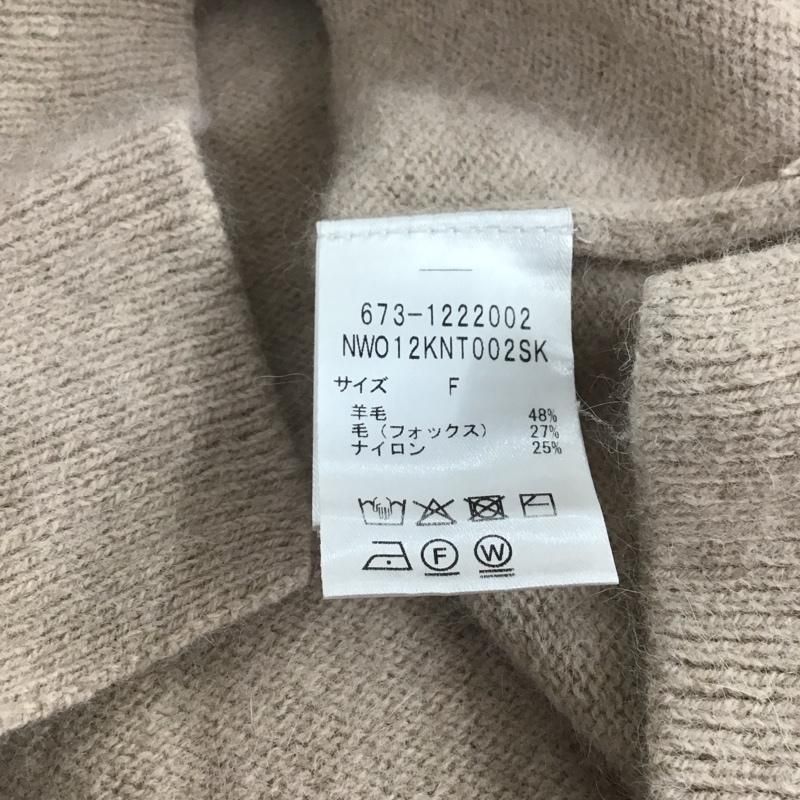 673-1222002
NW012KNT002SK
サイズ F
羊毛 48%
毛(フォックス) 27%
ナイロン 25%
F W